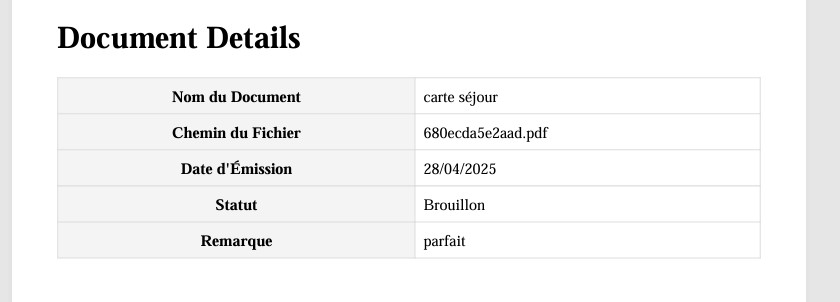 Document Details
Nom du Document carte séjour
Chemin du Fichier 680ecda5e2aad.pdf
Date d'Émission 28/04/2025
Statut Brouillon
Remarque parfait